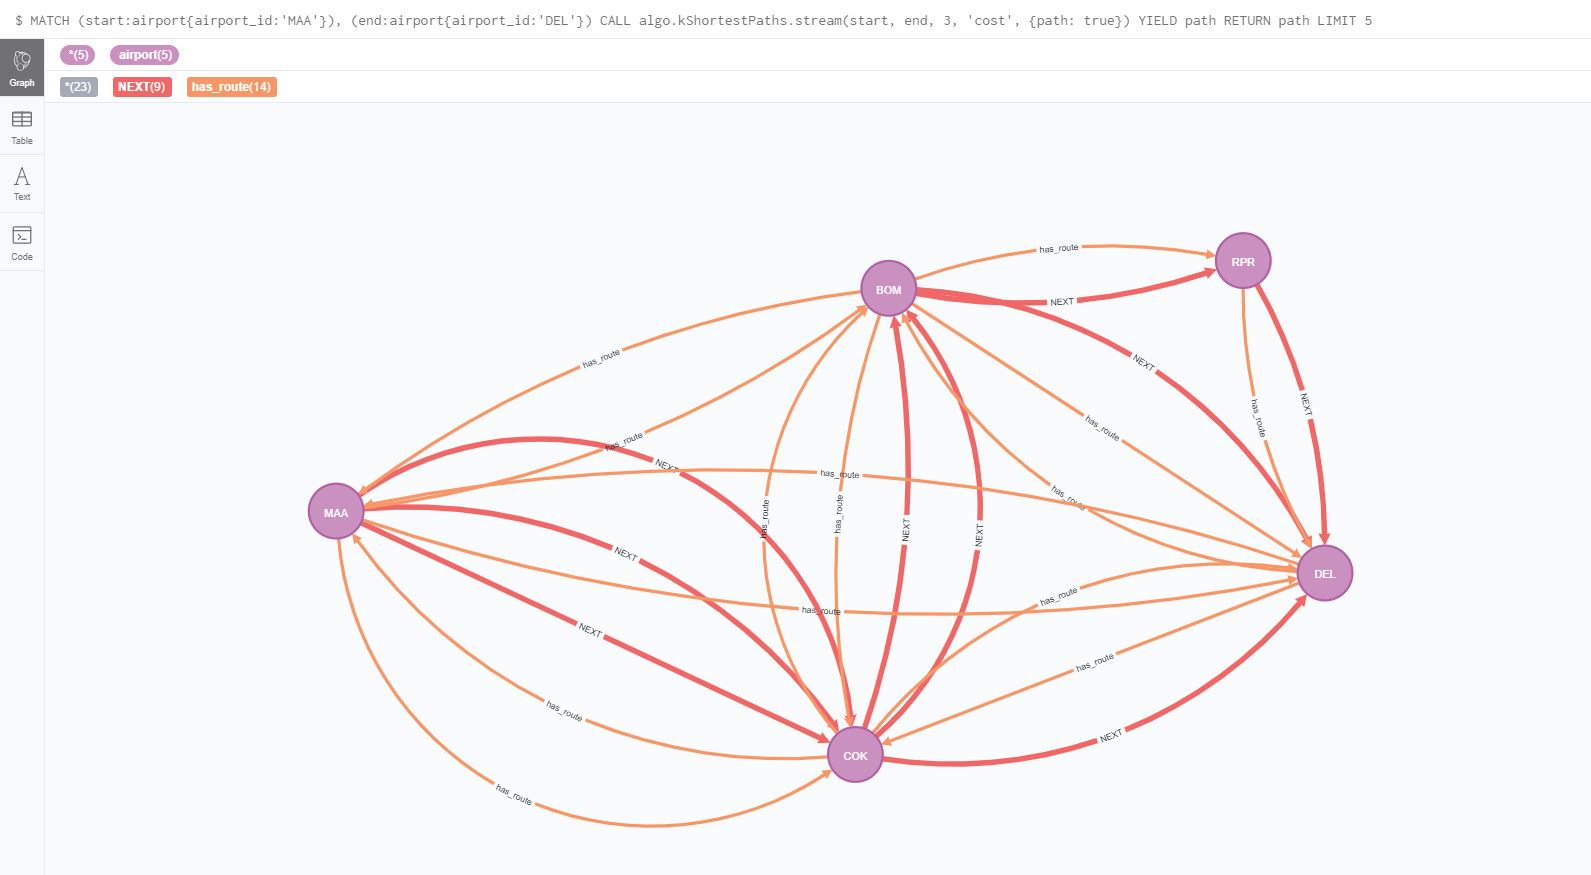 $ MATCH (start:airport{airport_id:'MAA'}), (end:airport{airport_id:'DEL'}) CALL algo.kShortestPaths.stream(start, end, 3, 'cost', {path: true}) YIELD path RETURN path LIMIT 5
*(5) airport(5)
Graph
*(23) NEXT(9) has_route(14)
Table
Text
Code
has_route
RPR
BOM
NEXT
has_route
NEXT
NEXT
has_route
has_route
has_route
NEXT
has_route
has_route
MAA
has_route
has_route
NEXT
NEXT
NEXT
DEL
has_route
has_route
NEXT
has_route
has_route
NEXT
COK
has_route